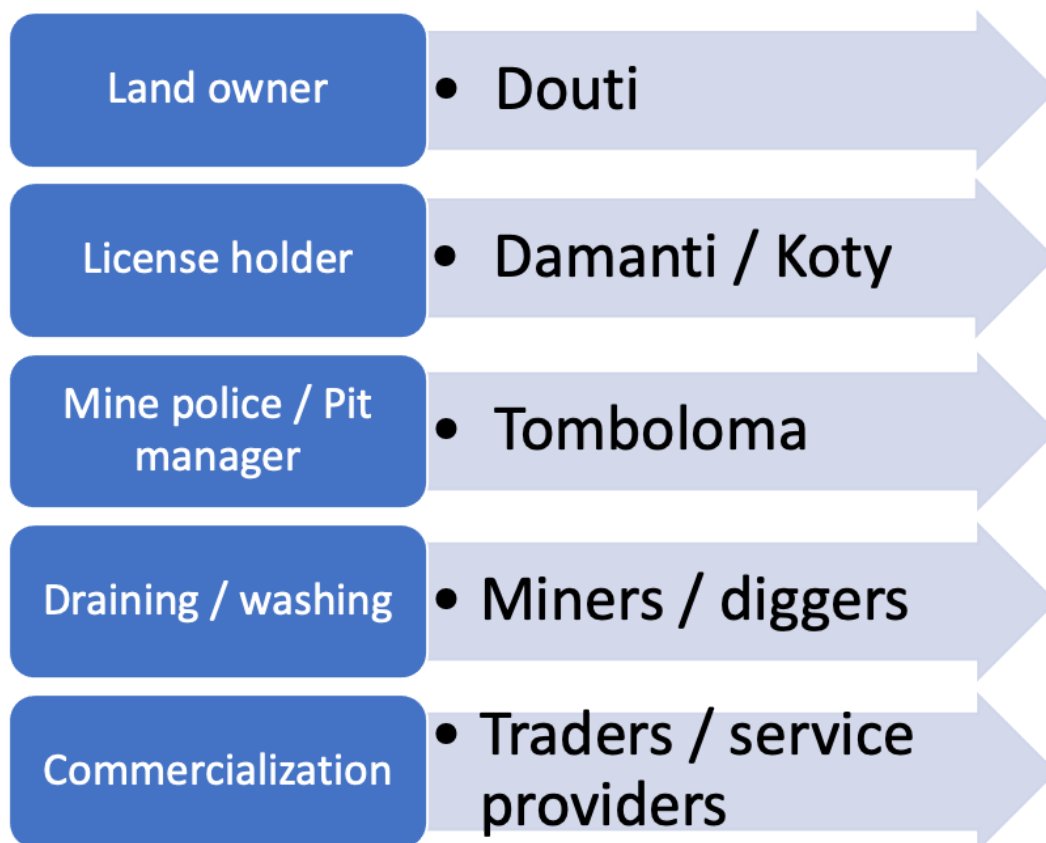 Land owner
• Douti
License holder
• Damanti / Koty
Mine police / Pit
manager
• Tomboloma
Draining / washing
• Miners / diggers
Commercialization
• Traders / service
providers